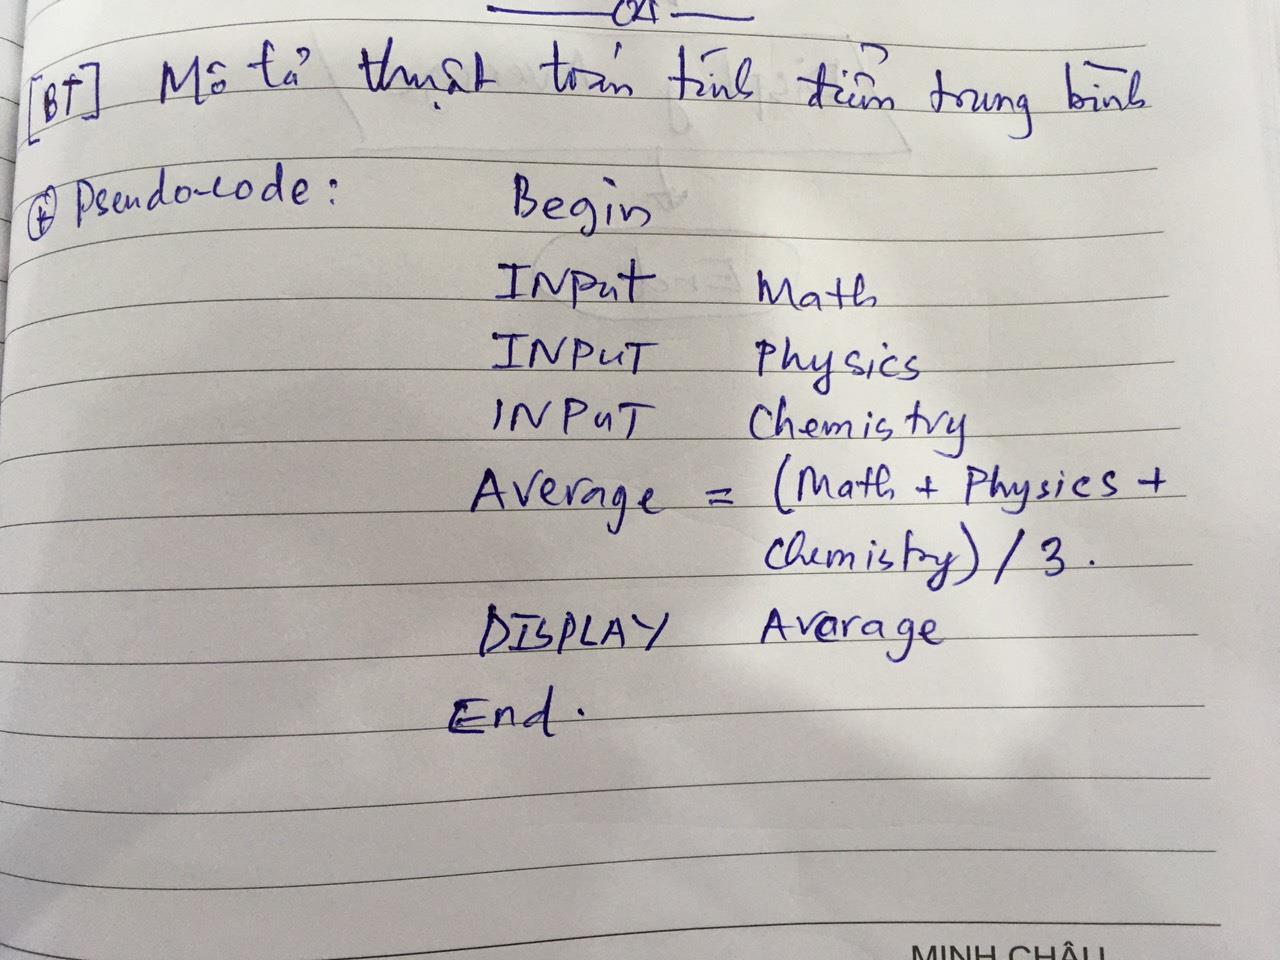 [BT] Mô tả thuật toán tính điểm trung bình
⊕ Pseudo-code: Begin
INPut Math
INPUT Physics
INPUT Chemistry
Average = (Math + Physics +
Chemistry) / 3.
DISPLAY Avarage
End.
MINH CHÂU